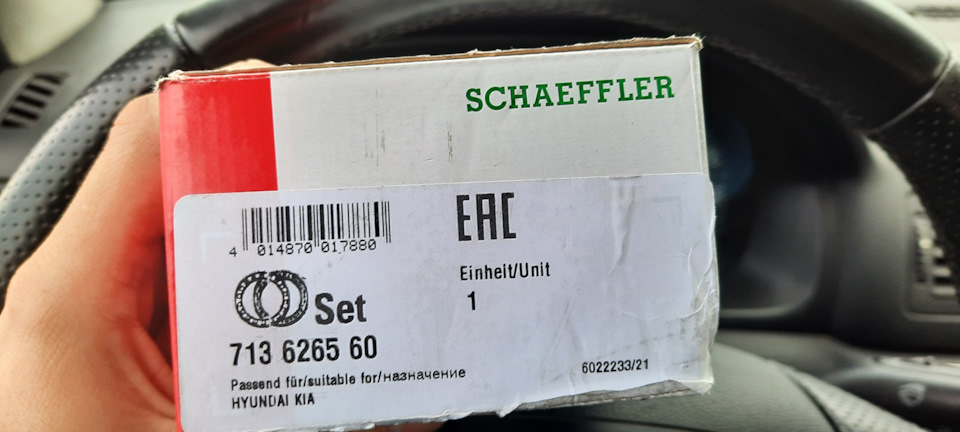 SCHAEFFLER
EAC
4 014870 017880
Einheit/Unit
1
Set
713 6265 60
Passend für/suitable for/назначение
HYUNDAI KIA
6022233/21